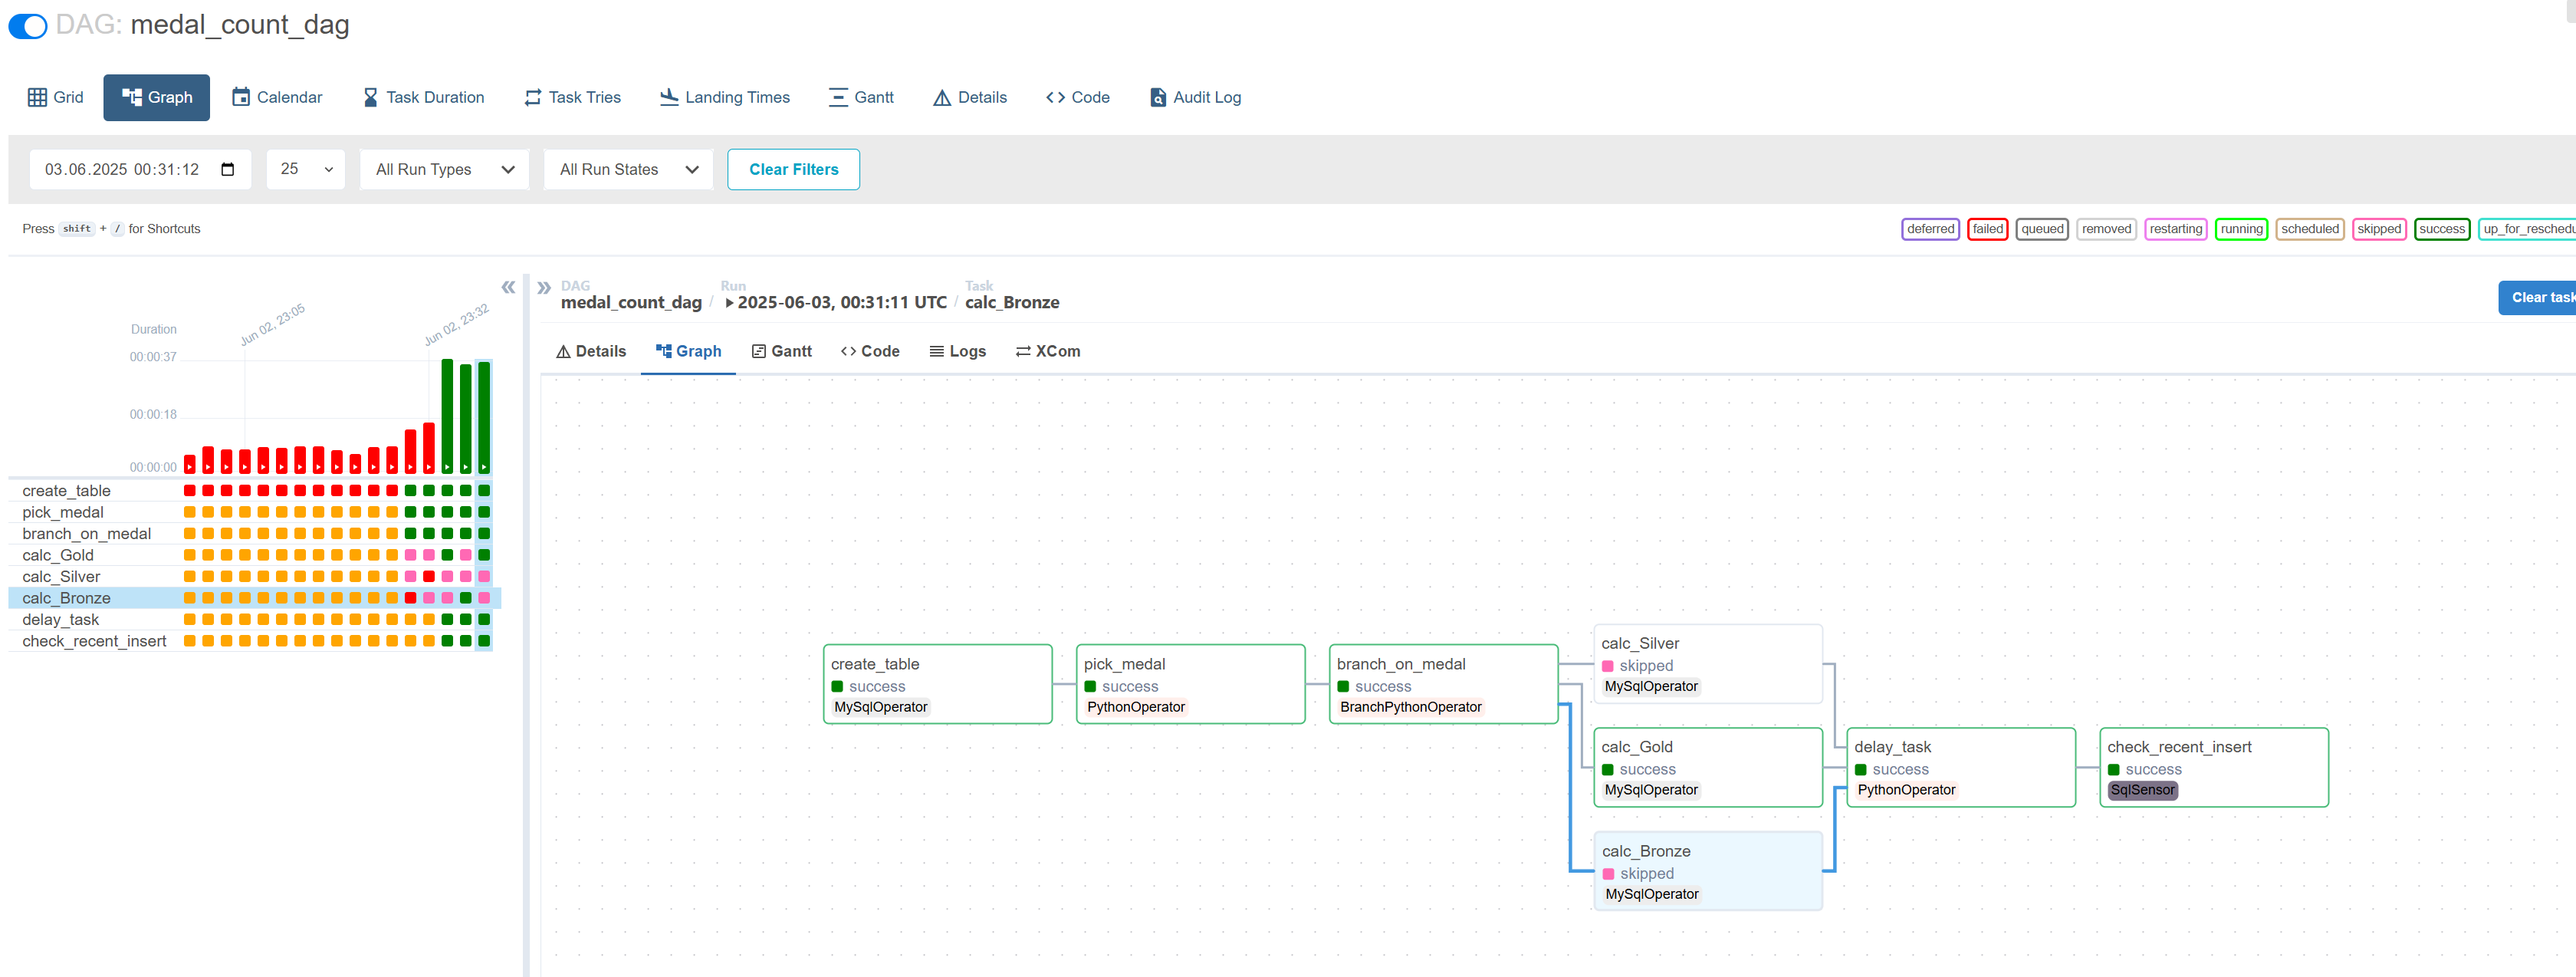 DAG: medal_count_dag
Grid
Graph
Calendar
Task Duration
Task Tries
Landing Times
Gantt
Details
Code
Audit Log
03.06.2025 00:31:12
25
All Run Types
All Run States
Clear Filters
Press shift + / for Shortcuts
deferred
failed
queued
removed
restarting
running
scheduled
skipped
success
up_for_reschedu
DAG
medal_count_dag
/
Run
2025-06-03, 00:31:11 UTC
/
Task
calc_Bronze
Clear task
Details
Graph
Gantt
Code
Logs
XCom
Duration
Jun 02, 23:05
Jun 02, 23:32
00:00:37
00:00:18
00:00:00
create_table
pick_medal
branch_on_medal
calc_Gold
calc_Silver
calc_Bronze
delay_task
check_recent_insert
create_table
success
MySqlOperator
pick_medal
success
PythonOperator
branch_on_medal
success
BranchPythonOperator
calc_Silver
skipped
MySqlOperator
calc_Gold
success
MySqlOperator
calc_Bronze
skipped
MySqlOperator
delay_task
success
PythonOperator
check_recent_insert
success
SqlSensor